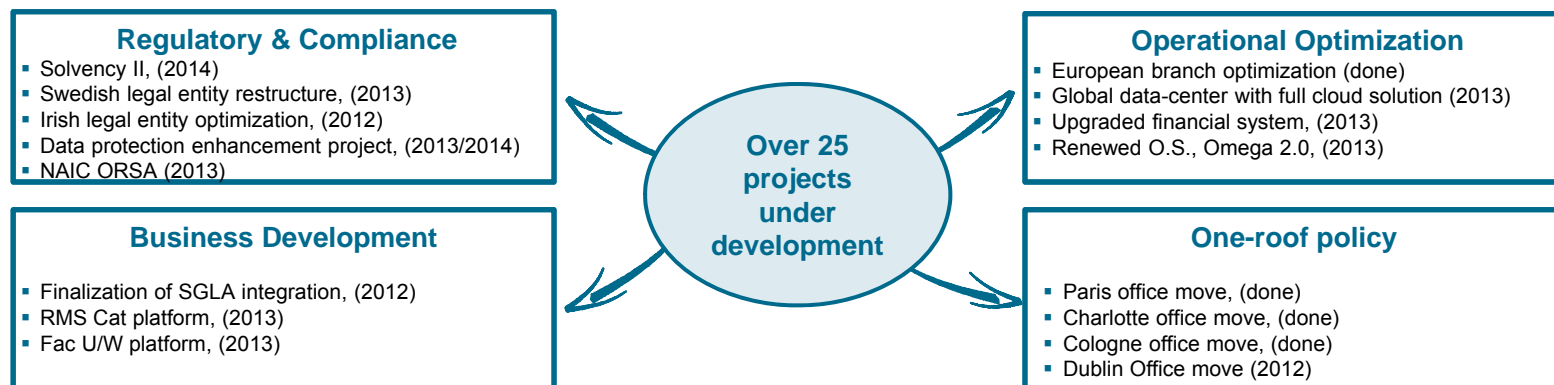 Regulatory & Compliance
▪ Solvency II, (2014)
▪ Swedish legal entity restructure, (2013)
▪ Irish legal entity optimization, (2012)
▪ Data protection enhancement project, (2013/2014)
▪ NAIC ORSA (2013)
Operational Optimization
▪ European branch optimization (done)
▪ Global data-center with full cloud solution (2013)
▪ Upgraded financial system, (2013)
▪ Renewed O.S., Omega 2.0, (2013)
Over 25
projects
under
development
Business Development
▪ Finalization of SGLA integration, (2012)
▪ RMS Cat platform, (2013)
▪ Fac U/W platform, (2013)
One-roof policy
▪ Paris office move, (done)
▪ Charlotte office move, (done)
▪ Cologne office move, (done)
▪ Dublin Office move (2012)